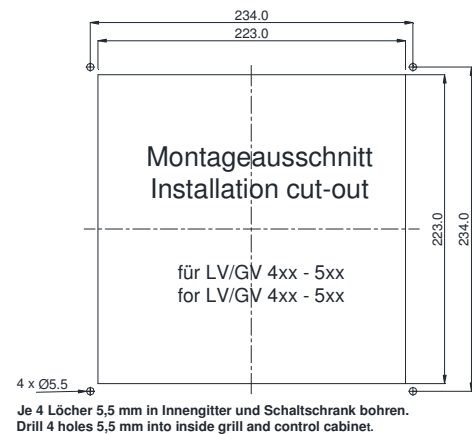 234.0
223.0
Montageausschnitt
Installation cut-out
223.0
234.0
für LV/GV 4xx - 5xx
for LV/GV 4xx - 5xx
4 x Ø5.5
Je 4 Löcher 5,5 mm in Innengitter und Schaltschrank bohren.
Drill 4 holes 5,5 mm into inside grill and control cabinet.